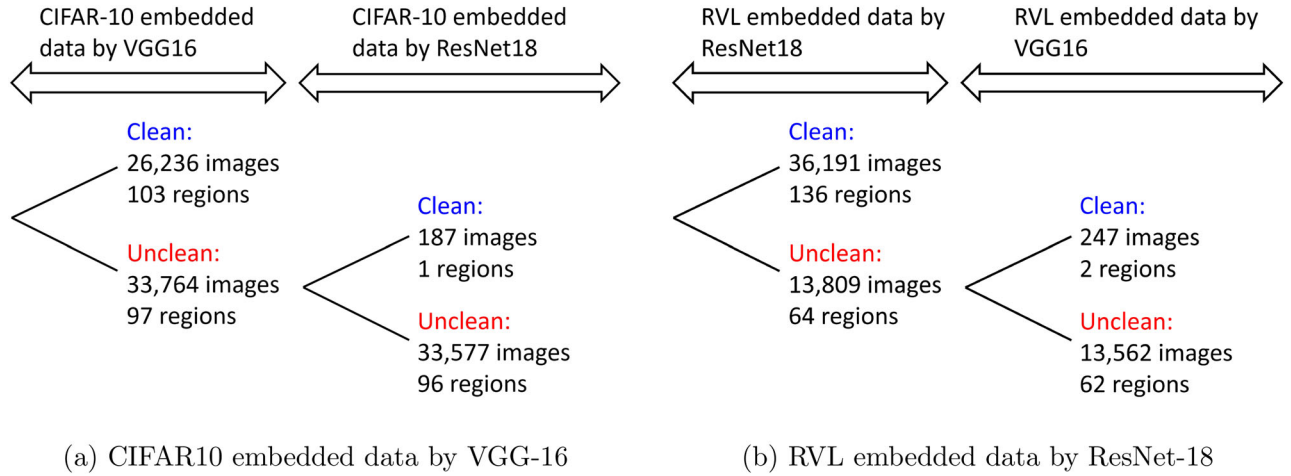 CIFAR-10 embedded
data by VGG16
CIFAR-10 embedded
data by ResNet18
Clean:
26,236 images
103 regions
Unclean:
33,764 images
97 regions
Clean:
187 images
1 regions
Unclean:
33,577 images
96 regions
(a) CIFAR10 embedded data by VGG-16
RVL embedded data by
ResNet18
RVL embedded data by
VGG16
Clean:
36,191 images
136 regions
Unclean:
13,809 images
64 regions
Clean:
247 images
2 regions
Unclean:
13,562 images
62 regions
(b) RVL embedded data by ResNet-18